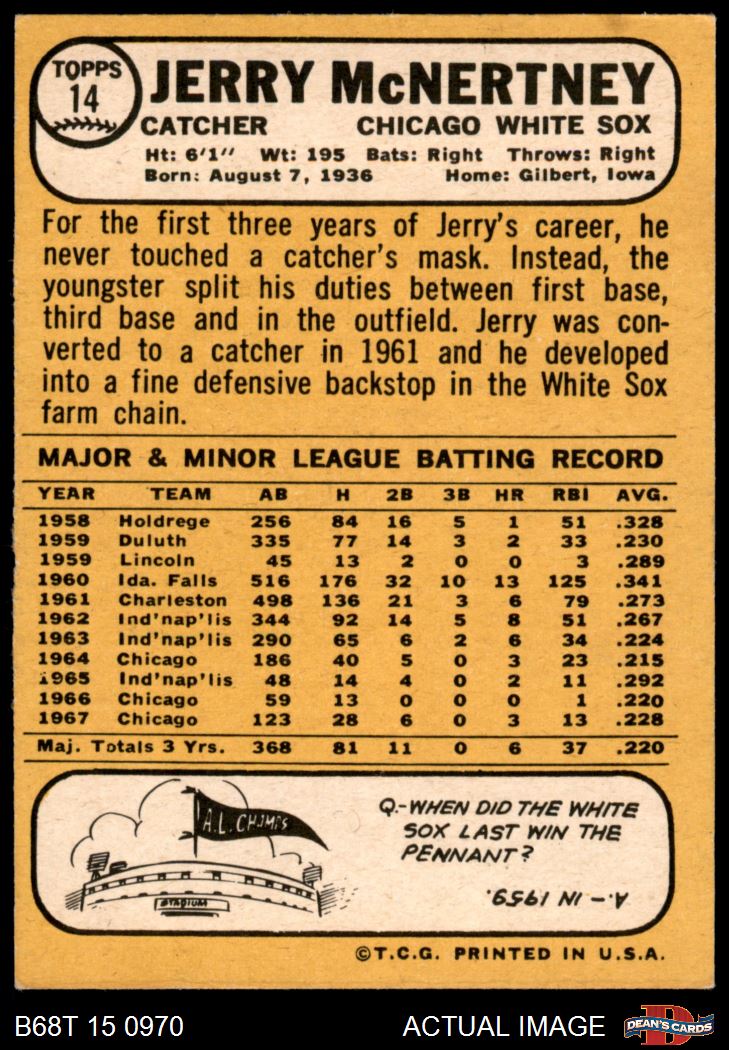 TOPPS
14
JERRY McNERTNEY
CATCHER CHICAGO WHITE SOX
Ht: 6'1'' Wt: 195 Bats: Right Throws: Right
Born: August 7, 1936 Home: Gilbert, Iowa
For the first three years of Jerry's career, he
never touched a catcher's mask. Instead, the
youngster split his duties between first base,
third base and in the outfield. Jerry was con-
verted to a catcher in 1961 and he developed
into a fine defensive backstop in the White Sox
farm chain.
MAJOR & MINOR LEAGUE BATTING RECORD
YEAR TEAM AB H 2B 3B HR RBI AVG.
1958 Holdrege 256 84 16 5 1 51 .328
1959 Duluth 335 77 14 3 2 33 .230
1959 Lincoln 45 13 2 0 0 3 .289
1960 Ida. Falls 516 176 32 10 13 125 .341
1961 Charleston 498 136 21 3 6 79 .273
1962 Ind'nap'lis 344 92 14 5 8 51 .267
1963 Ind'nap'lis 290 65 6 2 6 34 .224
1964 Chicago 186 40 5 0 3 23 .215
1965 Ind'nap'lis 48 14 4 0 2 11 .292
1966 Chicago 59 13 0 0 0 1 .220
1967 Chicago 123 28 6 0 3 13 .228
Maj. Totals 3 Yrs. 368 81 11 0 6 37 .220
A.L. CHAMPS
STADIUM
Q.-WHEN DID THE WHITE
SOX LAST WIN THE
PENNANT?
A.- IN 1959.
©T.C.G. PRINTED IN U.S.A.
B68T 15 0970 ACTUAL IMAGE
D
DEAN'S CARDS